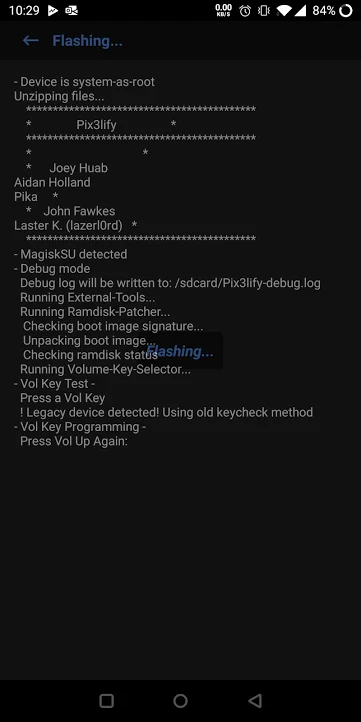 10:29
0.00
KB/S
84%
Flashing...
- Device is system-as-root
Unzipping files...
******************************************
* Pix3lify *
******************************************
* *
* Joey Huab
Aidan Holland
Pika *
* John Fawkes
Laster K. (lazerl0rd) *
******************************************
- MagiskSU detected
- Debug mode
Debug log will be written to: /sdcard/Pix3lify-debug.log
Running External-Tools...
Running Ramdisk-Patcher...
Checking boot image signature...
Unpacking boot image...
Checking ramdisk status
Flashing...
Running Volume-Key-Selector...
- Vol Key Test -
Press a Vol Key
! Legacy device detected! Using old keycheck method
- Vol Key Programming -
Press Vol Up Again: